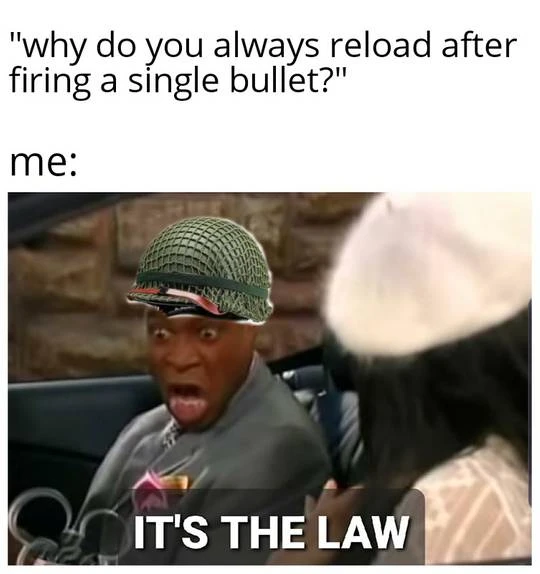 "why do you always reload after
firing a single bullet?"
me:
IT'S THE LAW